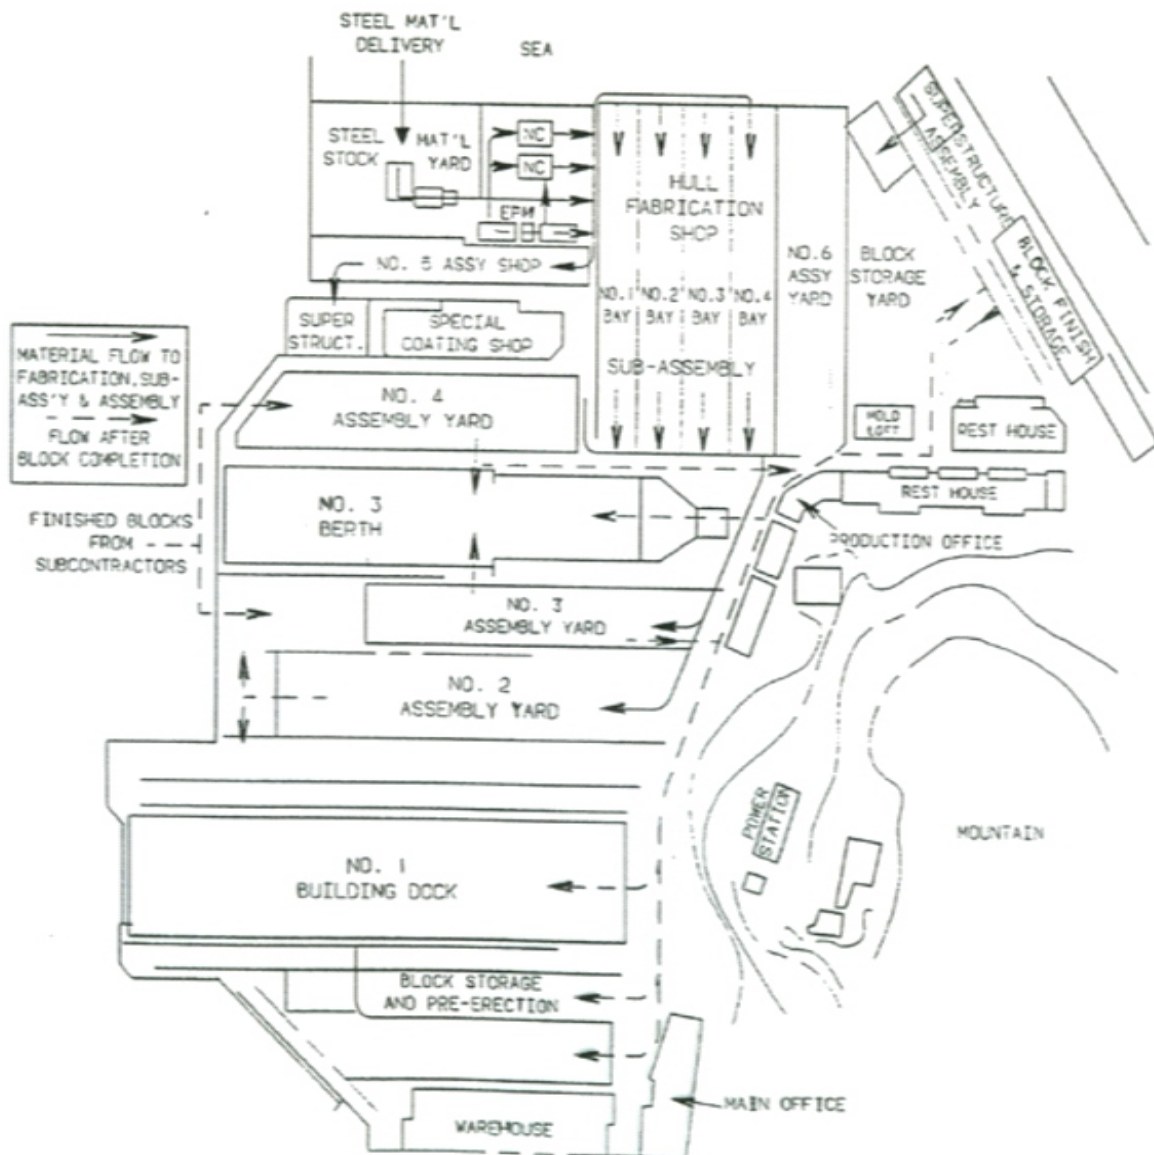 STEEL MAT'L
DELIVERY
SEA
STEEL
STOCK
MAT'L
YARD
NC
NC
EPM
HULL
FABRICATION
SHOP
NO. 5 ASSY SHOP
NO.1
BAY
NO.2
BAY
NO.3
BAY
NO.4
BAY
SUB-ASSEMBLY
NO.6
ASSY
YARD
BLOCK
STORAGE
YARD
SUPERSTRUCTURE
ASSEMBLY
BLOCK FINISH
& STORAGE
SUPER
STRUCT.
SPECIAL
COATING SHOP
MATERIAL FLOW TO
FABRICATION,SUB-
ASS'Y & ASSEMBLY
FLOW AFTER
BLOCK COMPLETION
NO. 4
ASSEMBLY YARD
MOLD
LOFT
REST HOUSE
REST HOUSE
NO. 3
BERTH
FINISHED BLOCKS
FROM
SUBCONTRACTORS
PRODUCTION OFFICE
NO. 3
ASSEMBLY YARD
NO. 2
ASSEMBLY YARD
POWER
STATION
MOUNTAIN
NO. 1
BUILDING DOCK
BLOCK STORAGE
AND PRE-ERECTION
MAIN OFFICE
WAREHOUSE